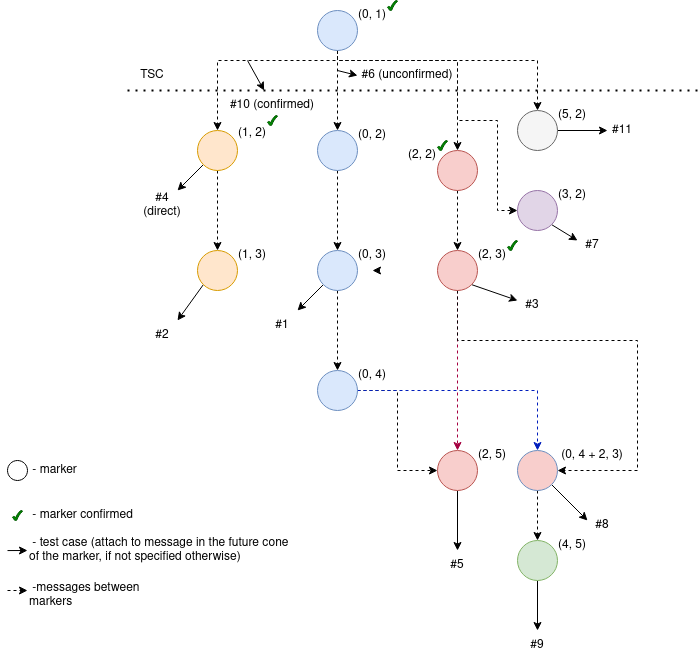 (0, 1)
TSC
#6 (unconfirmed)
#10 (confirmed)
(5, 2)
#11
(1, 2)
(0, 2)
(2, 2)
#4
(direct)
(3, 2)
#7
(1, 3)
(0, 3)
(2, 3)
#3
#2
#1
(0, 4)
(2, 5)
(0, 4 + 2, 3)
- marker
- marker confirmed
#8
- test case (attach to message in the future cone
of the marker, if not specified otherwise)
(4, 5)
#5
-messages between
markers
#9